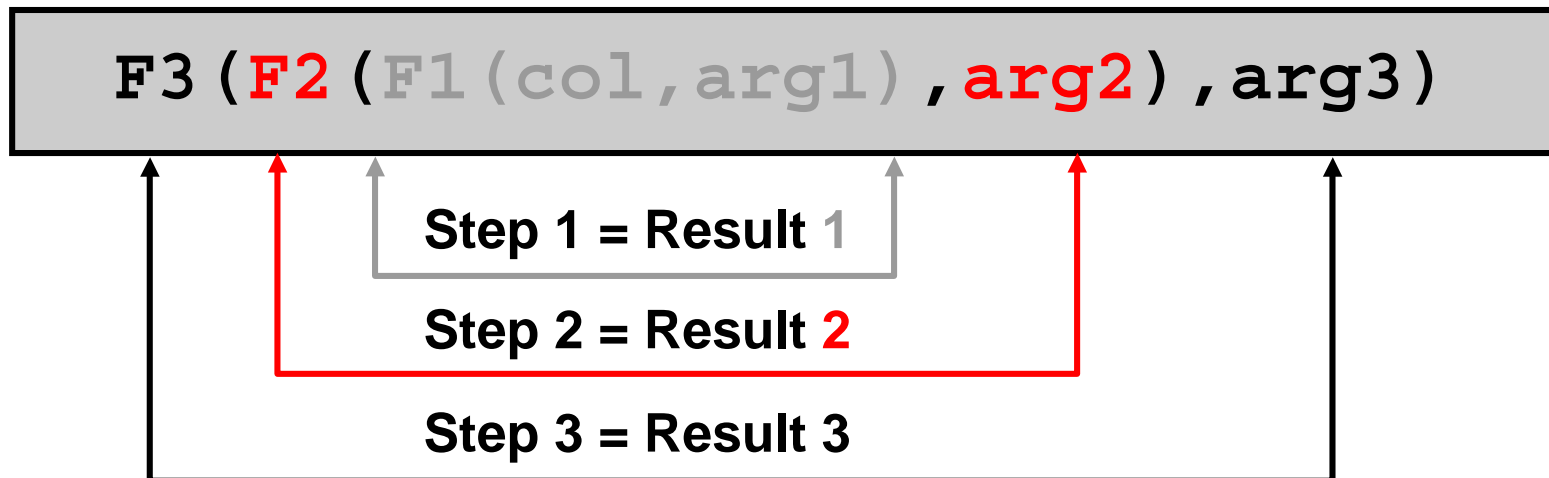 F3(F2(F1(col,arg1),arg2),arg3)
Step 1 = Result 1
Step 2 = Result 2
Step 3 = Result 3